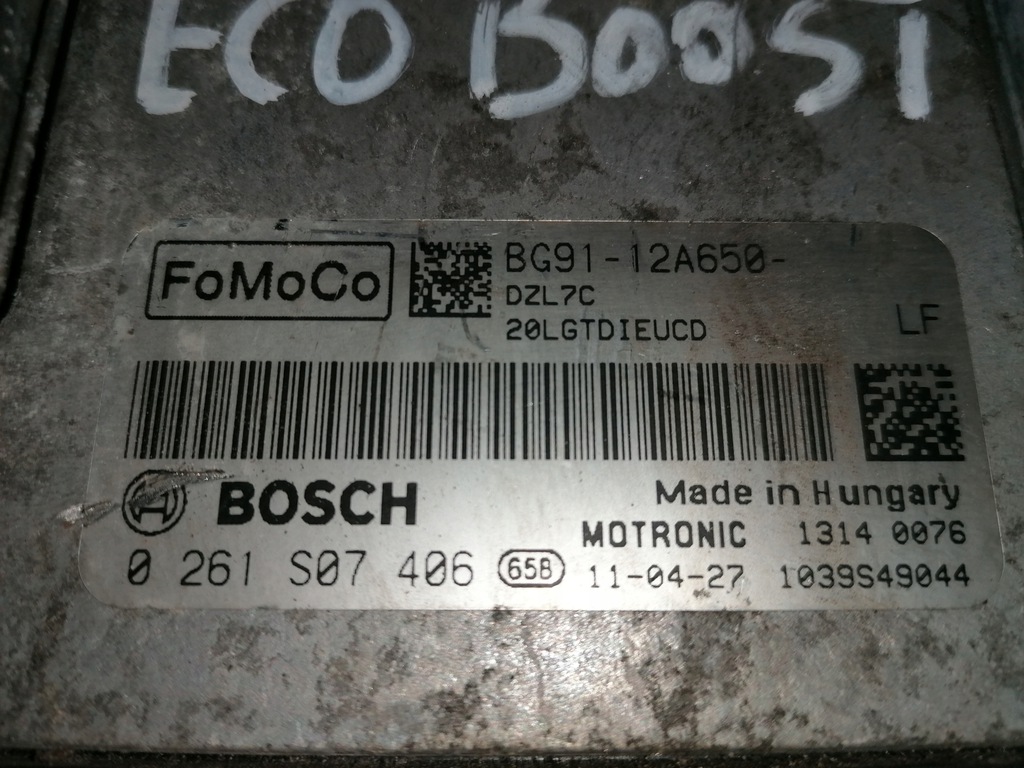 ECO BOOST
FoMoCo
BG91-12A650-
DZL7C
20LGTDIEUCD
LF
BOSCH
Made in Hungary
MOTRONIC 1314 0076
0 261 S07 406 65B 11-04-27 1039S49044